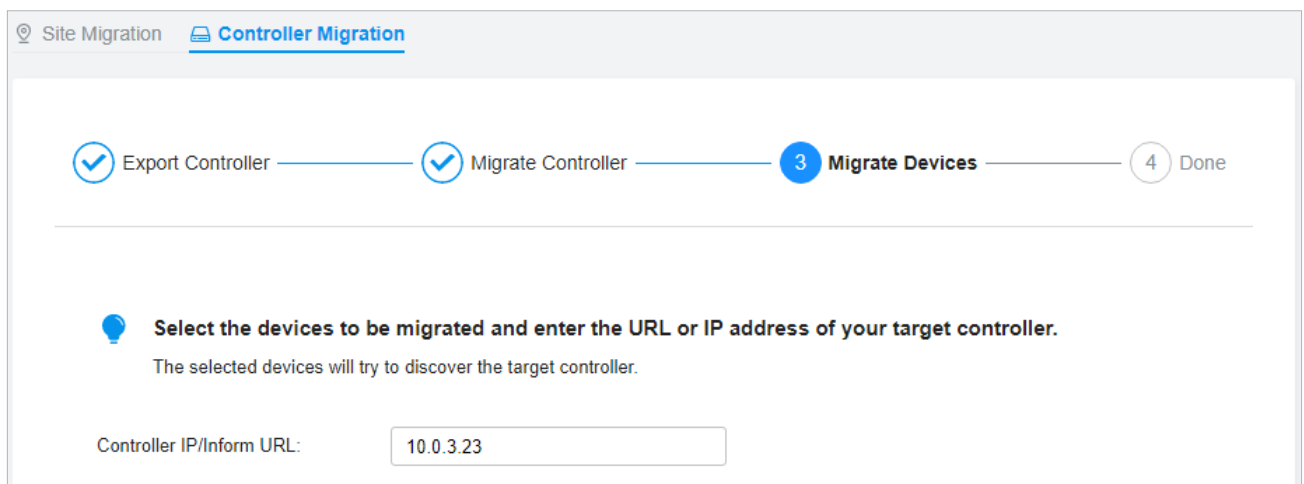 Site Migration Controller Migration
Export Controller Migrate Controller 3 Migrate Devices 4 Done
Select the devices to be migrated and enter the URL or IP address of your target controller.
The selected devices will try to discover the target controller.
Controller IP/Inform URL: 10.0.3.23